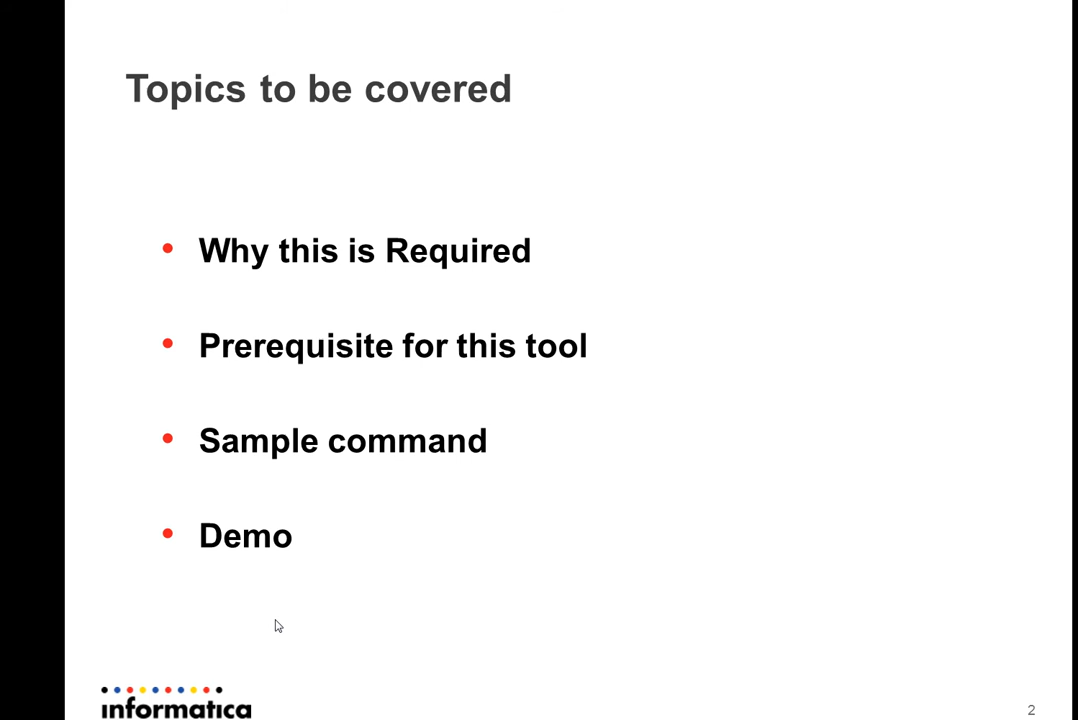 Topics to be covered
• Why this is Required
• Prerequisite for this tool
• Sample command
• Demo
informatica
2